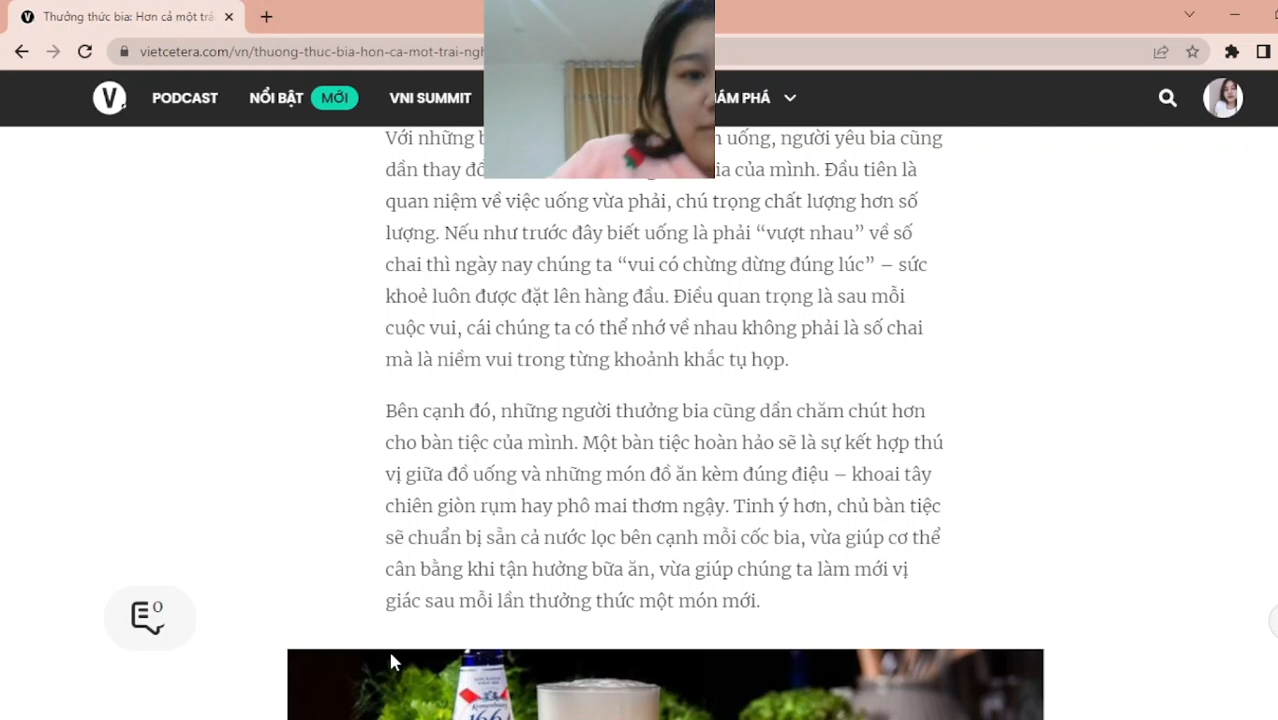 Thưởng thức bia: Hơn cả một trả
vietcetera.com/vn/thuong-thuc-bia-hon-ca-mot-trai-ngh
V.
PODCAST
NỔI BẬT
MỚI
VNI SUMMIT
ÁM PHÁ
Với những uống, người yêu bia cũng
dần thay của mình. Đầu tiên là
quan niệm về việc uống vừa phải, chú trọng chất lượng hơn số
lượng. Nếu như trước đây biết uống là phải “vượt nhau” về số
chai thì ngày nay chúng ta “vui có chừng dừng đúng lúc” – sức
khoẻ luôn được đặt lên hàng đầu. Điều quan trọng là sau mỗi
cuộc vui, cái chúng ta có thể nhớ về nhau không phải là số chai
mà là niềm vui trong từng khoảnh khắc tụ họp.
Bên cạnh đó, những người thưởng bia cũng dần chăm chút hơn
cho bàn tiệc của mình. Một bàn tiệc hoàn hảo sẽ là sự kết hợp thú
vị giữa đồ uống và những món đồ ăn kèm đúng điệu – khoai tây
chiên giòn rụm hay phô mai thơm ngậy. Tinh ý hơn, chủ bàn tiệc
sẽ chuẩn bị sẵn cả nước lọc bên cạnh mỗi cốc bia, vừa giúp cơ thể
cân bằng khi tận hưởng bữa ăn, vừa giúp chúng ta làm mới vị
giác sau mỗi lần thưởng thức một món mới.
0
Kronenbourg
1664